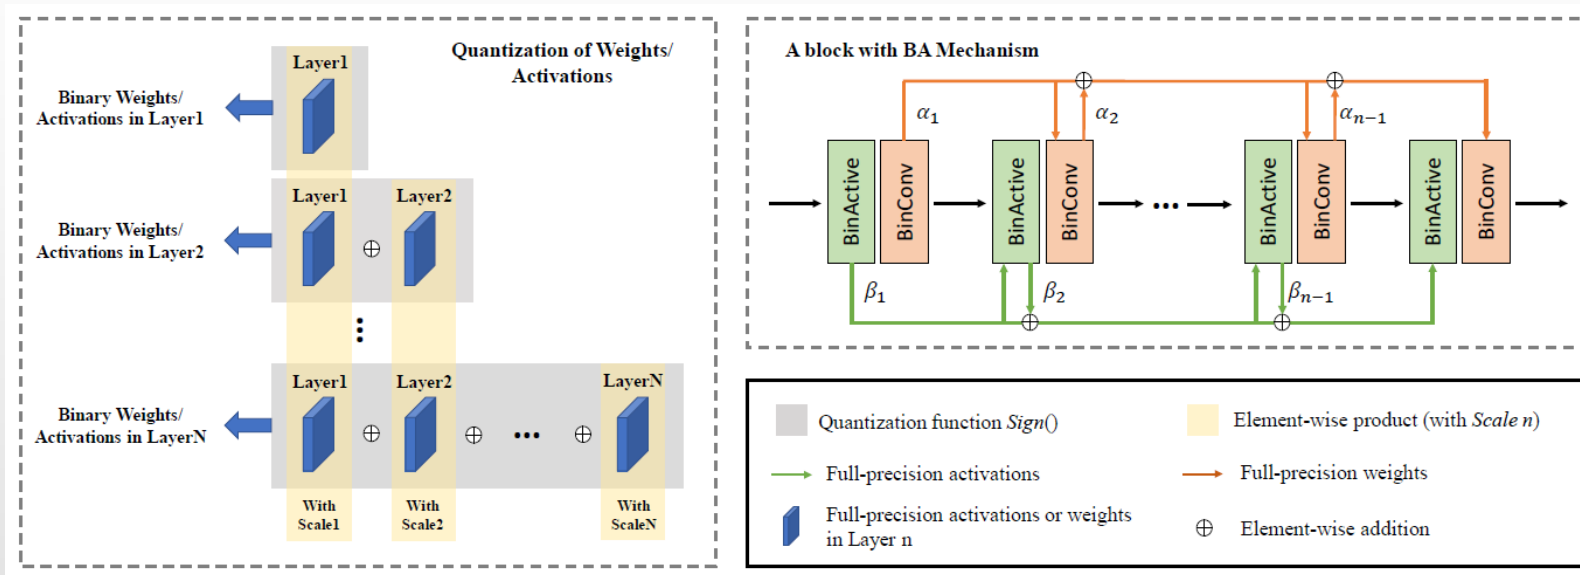 Quantization of Weights/
Activations
Layer1
Binary Weights/
Activations in Layer1
Layer1
Layer2
Binary Weights/
Activations in Layer2
Layer1
Layer2
LayerN
Binary Weights/
Activations in LayerN
With
Scale1
With
Scale2
With
ScaleN
A block with BA Mechanism
α₁
α₂
αₙ₋₁
BinActive
BinConv
BinActive
BinConv
BinActive
BinConv
BinActive
BinConv
β₁
β₂
βₙ₋₁
Quantization function Sign()
Element-wise product (with Scale n)
Full-precision activations
Full-precision weights
Full-precision activations or weights
in Layer n
Element-wise addition